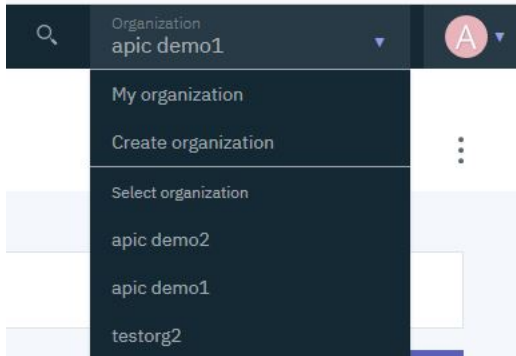 Organization
apic demo1
A
My organization
Create organization
Select organization
apic demo2
apic demo1
testorg2